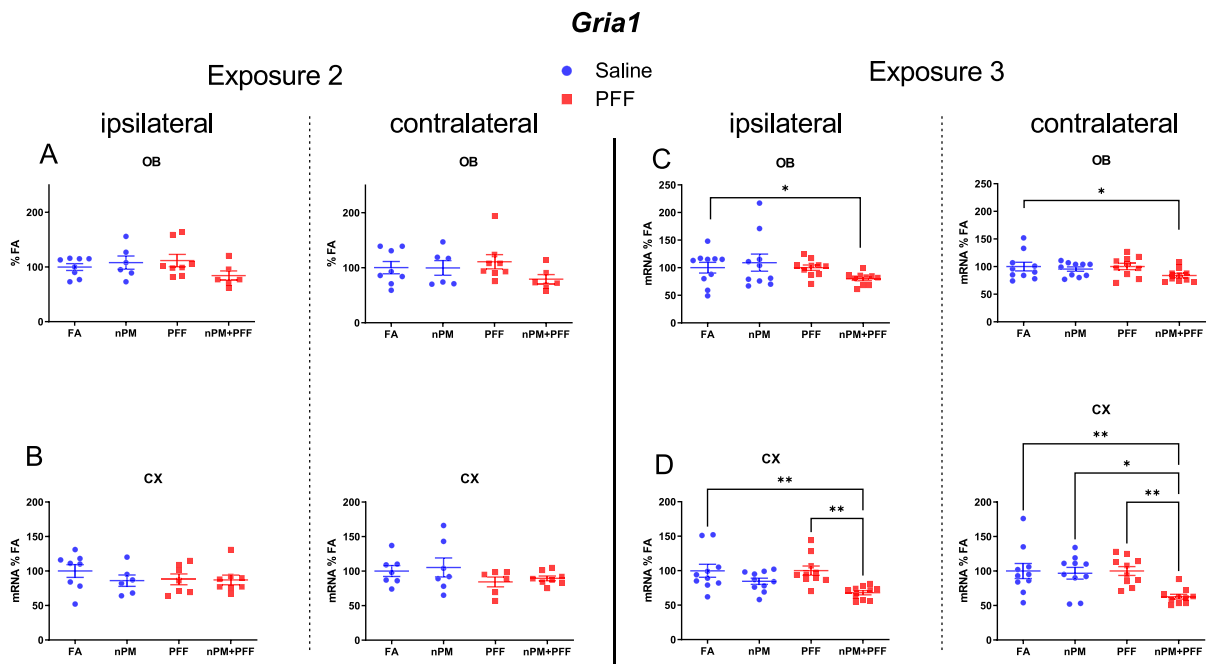 Gria1
Exposure 2
Saline
PFF
Exposure 3
ipsilateral
contralateral
ipsilateral
contralateral
A
OB
% FA
200
150
100
50
0
FA nPM PFF nPM+PFF
OB
% FA
200
150
100
50
0
FA nPM PFF nPM+PFF
C
OB
*
mRNA % FA
250
200
150
100
50
0
FA nPM PFF nPM+PFF
OB
*
mRNA % FA
250
200
150
100
50
0
FA nPM PFF nPM+PFF
B
CX
mRNA % FA
200
150
100
50
0
FA nPM PFF nPM+PFF
CX
mRNA % FA
200
150
100
50
0
FA nPM PFF nPM+PFF
D
CX
**
**
mRNA % FA
200
150
100
50
0
FA nPM PFF nPM+PFF
CX
**
*
**
mRNA % FA
200
150
100
50
0
FA nPM PFF nPM+PFF